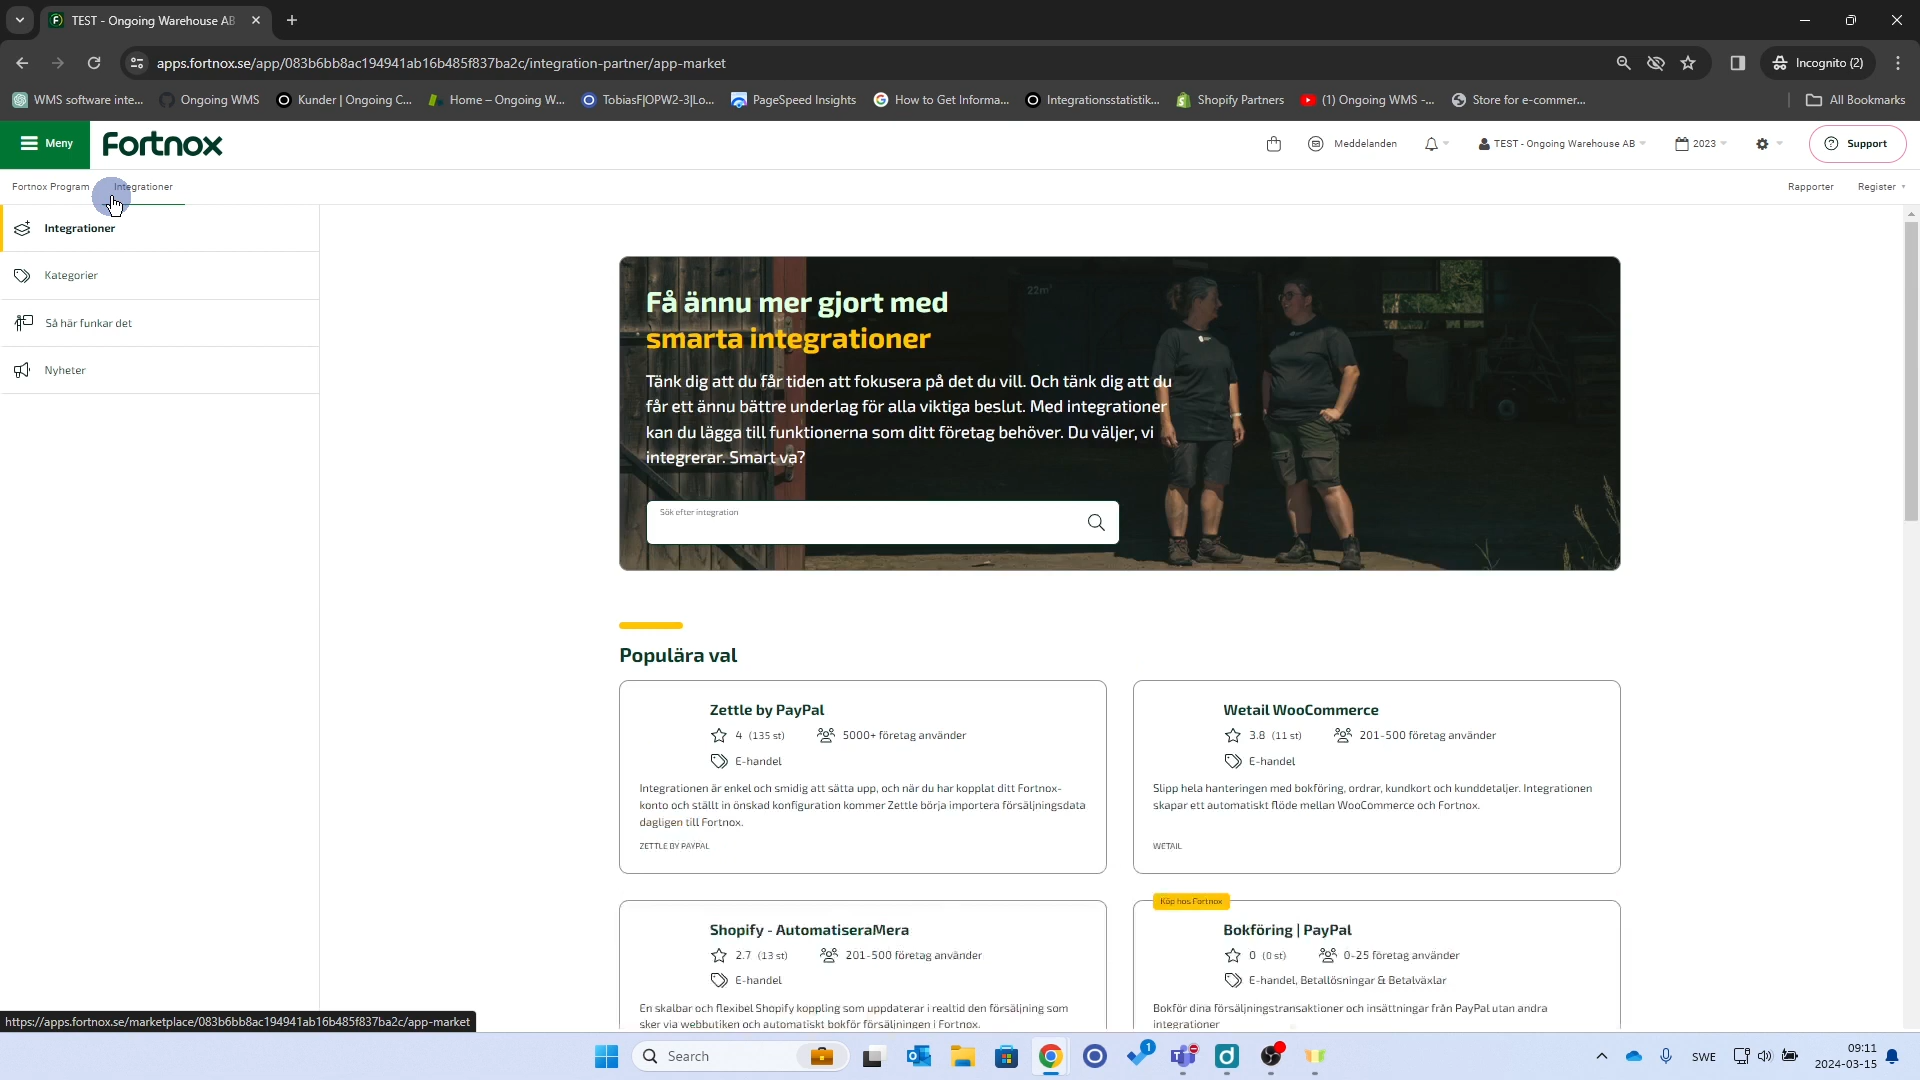 TEST - Ongoing Warehouse AB
apps.fortnox.se/app/083b6bb8ac194941ab16b485f837ba2c/integration-partner/app-market
Incognito (2)
WMS software inte...
Ongoing WMS
Kunder | Ongoing C...
Home – Ongoing W...
TobiasF|OPW2-3|Lo...
PageSpeed Insights
How to Get Informa...
Integrationsstatistik...
Shopify Partners
(1) Ongoing WMS -...
Store for e-commer...
All Bookmarks
Meny
Fortnox
Meddelanden
TEST - Ongoing Warehouse AB
2023
Support
Fortnox Program
Integrationer
Rapporter
Register
Integrationer
Kategorier
Så här funkar det
Nyheter
Få ännu mer gjort med
smarta integrationer
22m²
Tänk dig att du får tiden att fokusera på det du vill. Och tänk dig att du
får ett ännu bättre underlag för alla viktiga beslut. Med integrationer
kan du lägga till funktionerna som ditt företag behöver. Du väljer, vi
integrerar. Smart va?
Sök efter integration
Populära val
Zettle by PayPal
4 (135 st)
5000+ företag använder
E-handel
Integrationen är enkel och smidig att sätta upp, och när du har kopplat ditt Fortnox-
konto och ställt in önskad konfiguration kommer Zettle börja importera försäljningsdata
dagligen till Fortnox.
ZETTLE BY PAYPAL
Wetail WooCommerce
3.8 (11 st)
201-500 företag använder
E-handel
Slipp hela hanteringen med bokföring, ordrar, kundkort och kunddetaljer. Integrationen
skapar ett automatiskt flöde mellan WooCommerce och Fortnox.
WETAIL
Shopify - AutomatiseraMera
2.7 (13 st)
201-500 företag använder
E-handel
En skalbar och flexibel Shopify koppling som uppdaterar i realtid den försäljning som
sker via webbutiken och automatiskt bokför försäljningen i Fortnox.
Köp hos Fortnox
Bokföring | PayPal
0 (0 st)
0-25 företag använder
E-handel, Betallösningar & Betalväxlar
Bokför dina försäljningstransaktioner och insättningar från PayPal utan andra
integrationer
https://apps.fortnox.se/marketplace/083b6bb8ac194941ab16b485f837ba2c/app-market
Search
1
SWE
09:11
2024-03-15